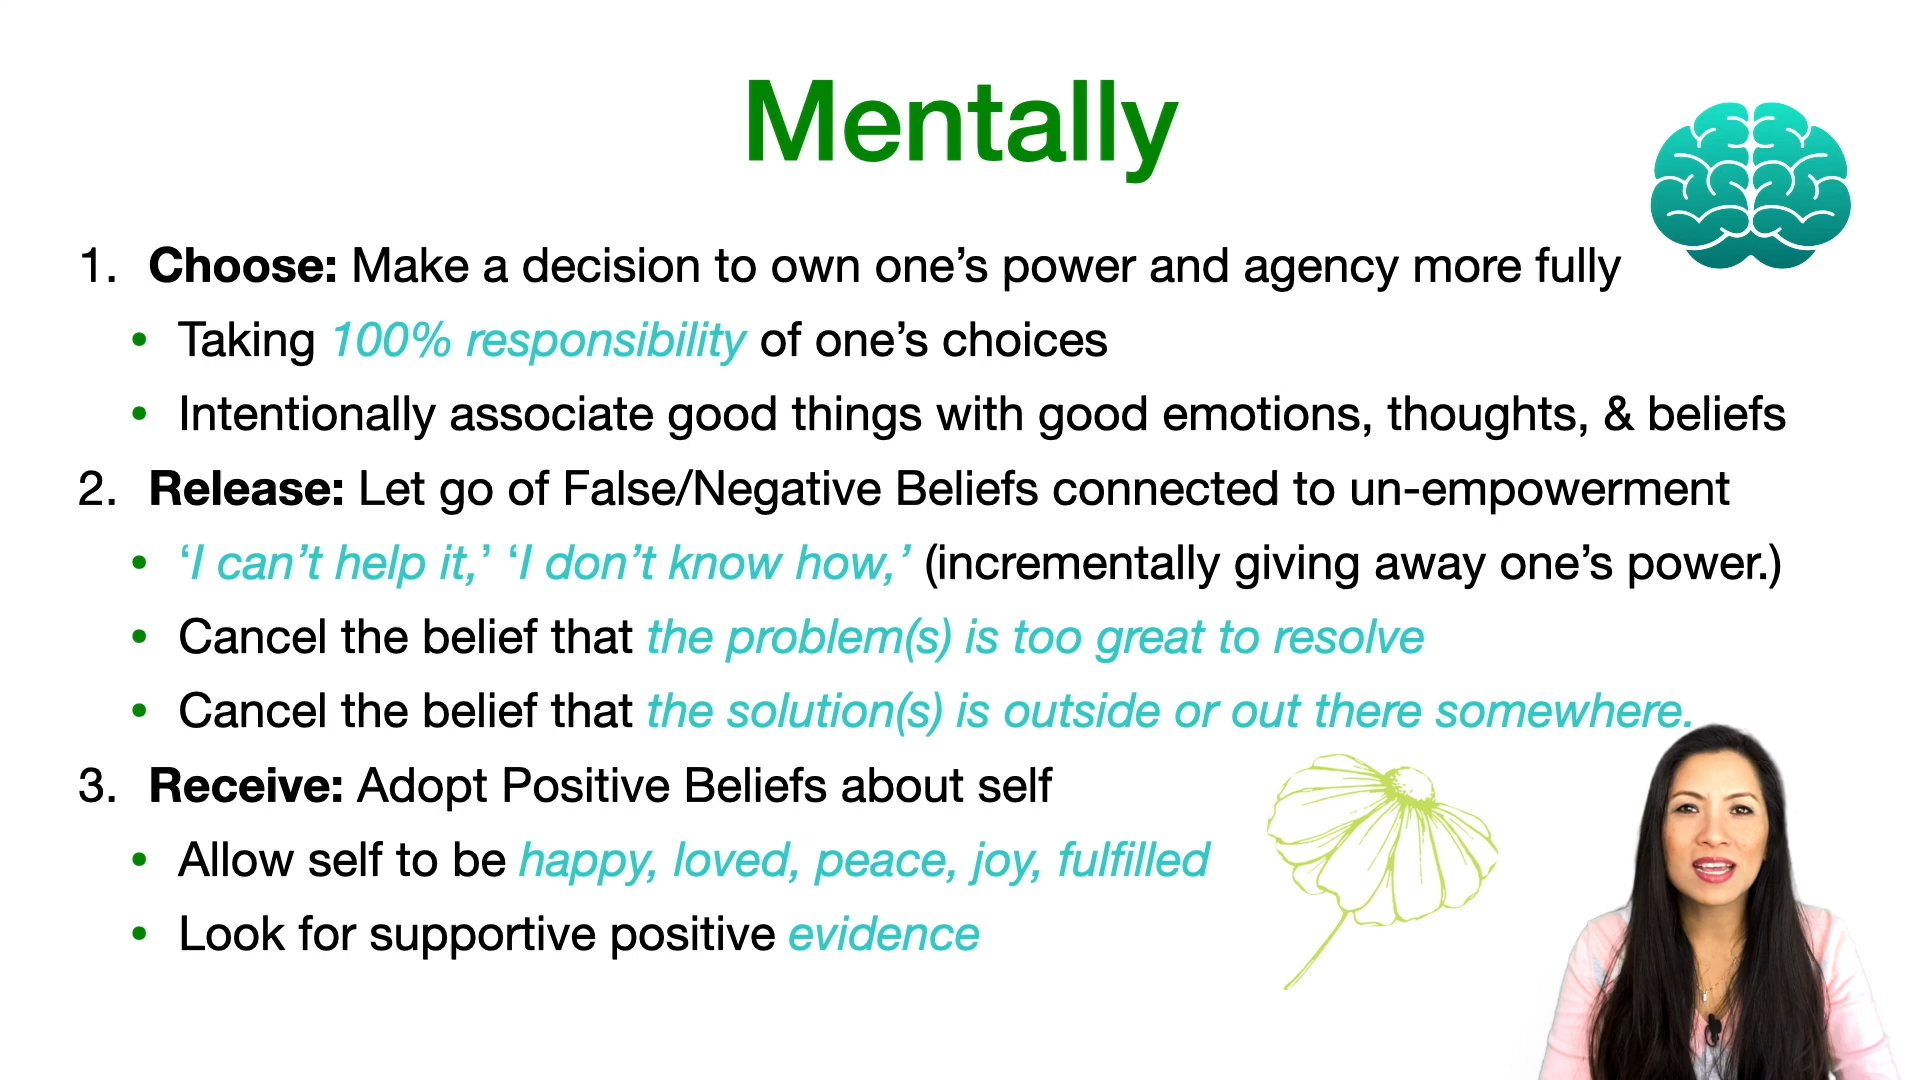 Mentally
1. Choose: Make a decision to own one’s power and agency more fully
• Taking 100% responsibility of one’s choices
• Intentionally associate good things with good emotions, thoughts, & beliefs
2. Release: Let go of False/Negative Beliefs connected to un-empowerment
• ‘I can’t help it,’ ‘I don’t know how,’ (incrementally giving away one’s power.)
• Cancel the belief that the problem(s) is too great to resolve
• Cancel the belief that the solution(s) is outside or out there somewhere.
3. Receive: Adopt Positive Beliefs about self
• Allow self to be happy, loved, peace, joy, fulfilled
• Look for supportive positive evidence